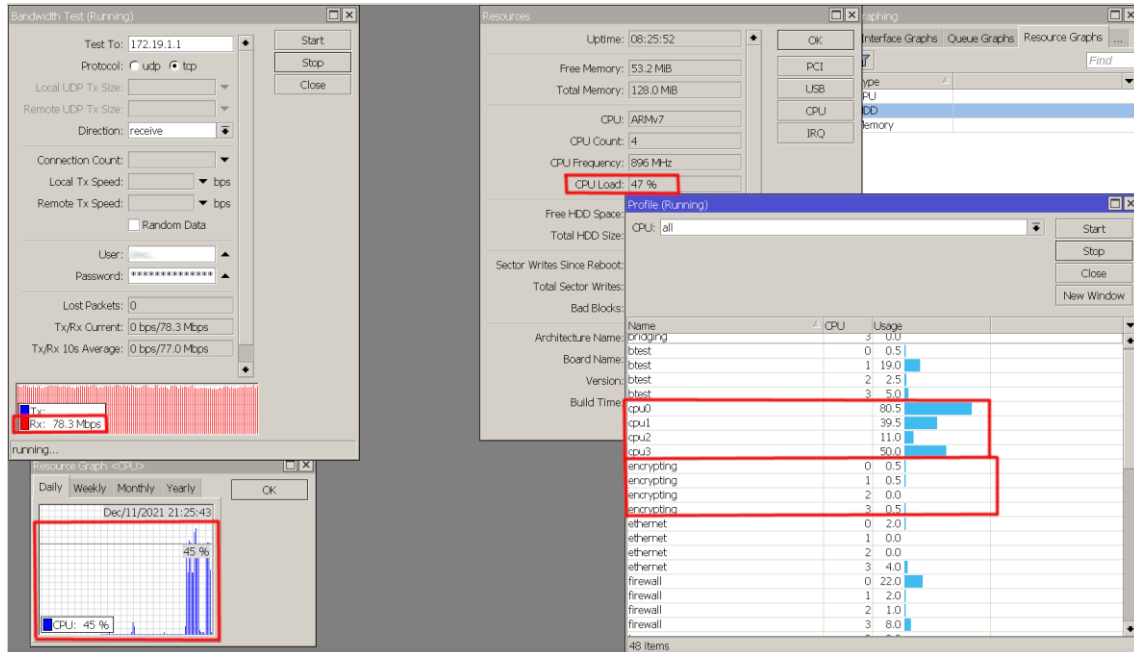 Bandwidth Test (Running)
Test To: 172.19.1.1
Start
Protocol: udp tcp
Stop
Local UDP Tx Size:
Close
Remote UDP Tx Size:
Direction: receive
Connection Count:
Local Tx Speed: bps
Remote Tx Speed: bps
Random Data
User:
Password: **************
Lost Packets: 0
Tx/Rx Current: 0 bps/78.3 Mbps
Tx/Rx 10s Average: 0 bps/77.0 Mbps
Tx:
Rx: 78.3 Mbps
running...
Resource Graph <CPU>
Daily Weekly Monthly Yearly
OK
Dec/11/2021 21:25:43
45 %
CPU: 45 %
Resources
Uptime: 08:25:52
OK
Free Memory: 53.2 MiB
PCI
Total Memory: 128.0 MiB
USB
CPU: ARMv7
CPU
CPU Count: 4
IRQ
CPU Frequency: 896 MHz
CPU Load: 47 %
Free HDD Space:
Total HDD Size:
Sector Writes Since Reboot:
Total Sector Writes:
Bad Blocks:
Architecture Name:
Board Name:
Version:
Build Time:
raphing
Interface Graphs Queue Graphs Resource Graphs ...
Find
ype
PU
DD
emory
Profile (Running)
CPU: all
Start
Stop
Close
New Window
Name CPU Usage
bridging 3 0.0
btest 0 0.5
btest 1 19.0
btest 2 2.5
btest 3 5.0
cpu0 80.5
cpu1 39.5
cpu2 11.0
cpu3 50.0
encrypting 0 0.5
encrypting 1 0.5
encrypting 2 0.0
encrypting 3 0.5
ethernet 0 2.0
ethernet 1 0.0
ethernet 2 0.0
ethernet 3 4.0
firewall 0 22.0
firewall 1 2.0
firewall 2 1.0
firewall 3 8.0
48 items